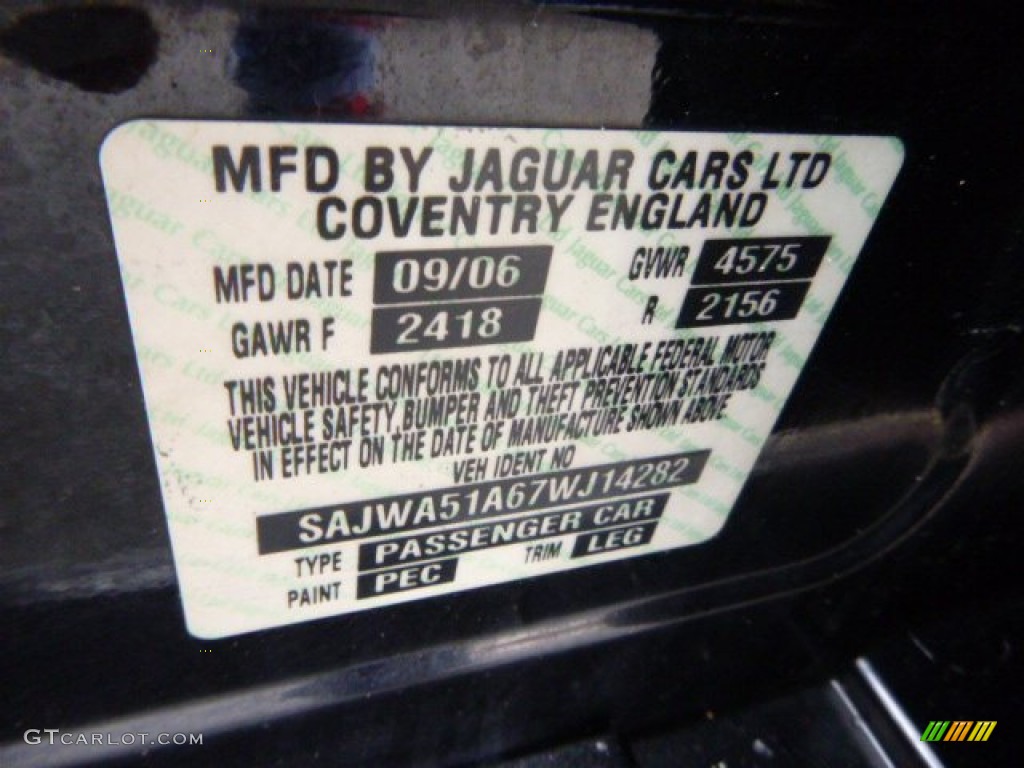 MFD BY JAGUAR CARS LTD
COVENTRY ENGLAND
MFD DATE 09/06 GVWR 4575
GAWR F 2418 R 2156
THIS VEHICLE CONFORMS TO ALL APPLICABLE FEDERAL MOTOR
VEHICLE SAFETY, BUMPER AND THEFT PREVENTION STANDARDS
IN EFFECT ON THE DATE OF MANUFACTURE SHOWN ABOVE
VEH IDENT NO
SAJWA51A67WJ14282
TYPE PASSENGER CAR
PAINT PEC TRIM LEG
GTCARLOT.COM